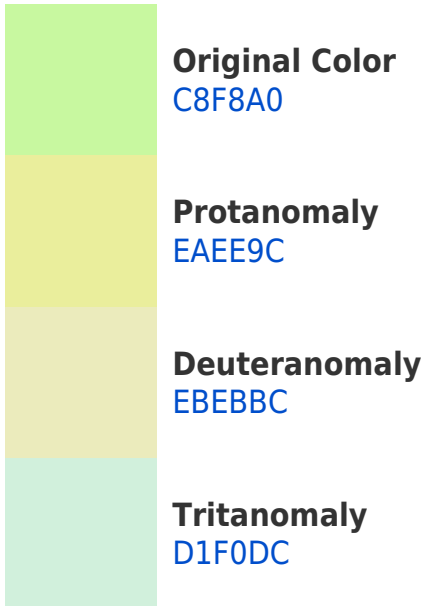 Original Color
C8F8A0
Protanomaly
EAEE9C
Deuteranomaly
EBEBBC
Tritanomaly
D1F0DC